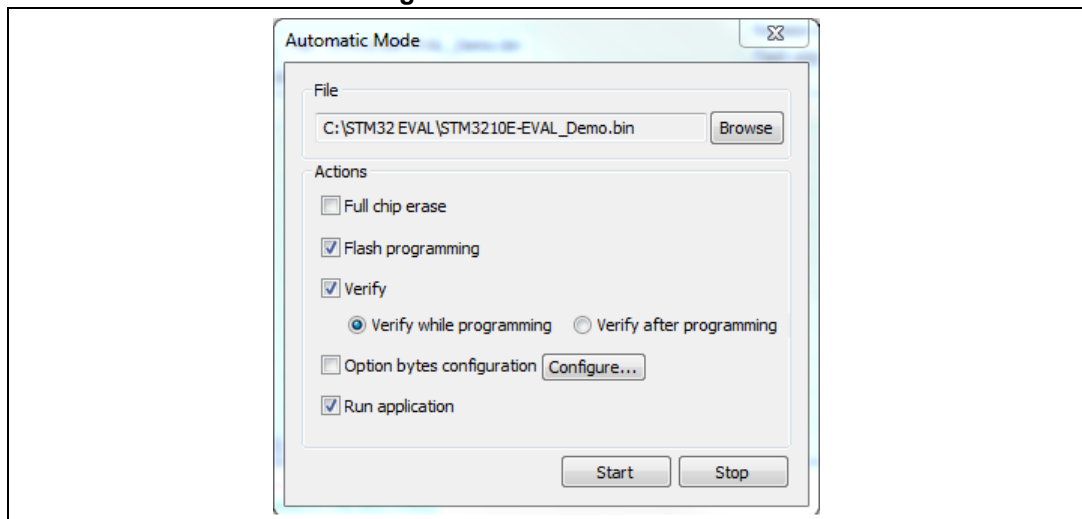 Automatic Mode
File
C:\STM32 EVAL\STM3210E-EVAL_Demo.bin Browse
Actions
Full chip erase
Flash programming
Verify
Verify while programming Verify after programming
Option bytes configuration Configure...
Run application
Start Stop